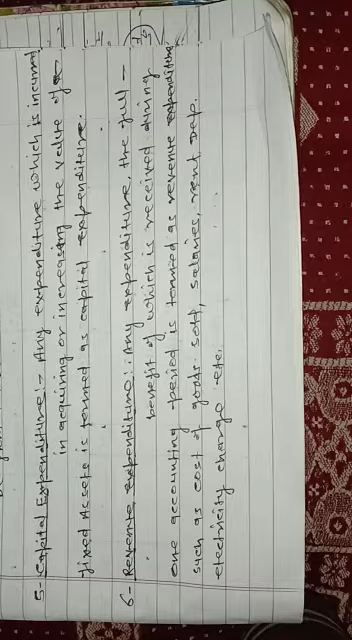 5- Capital Expenditure:- Any expenditure which is incurred
in acquiring or increasing the value of a
fixed Assets is termed as capital expenditure.
6- Revenue expenditure: Any expenditure, the full-
benefit of which is received during
one accounting -period is termed as revenue expenditure
such as cost of goods sold, salaries, rent Dep.
electricity charge etc.